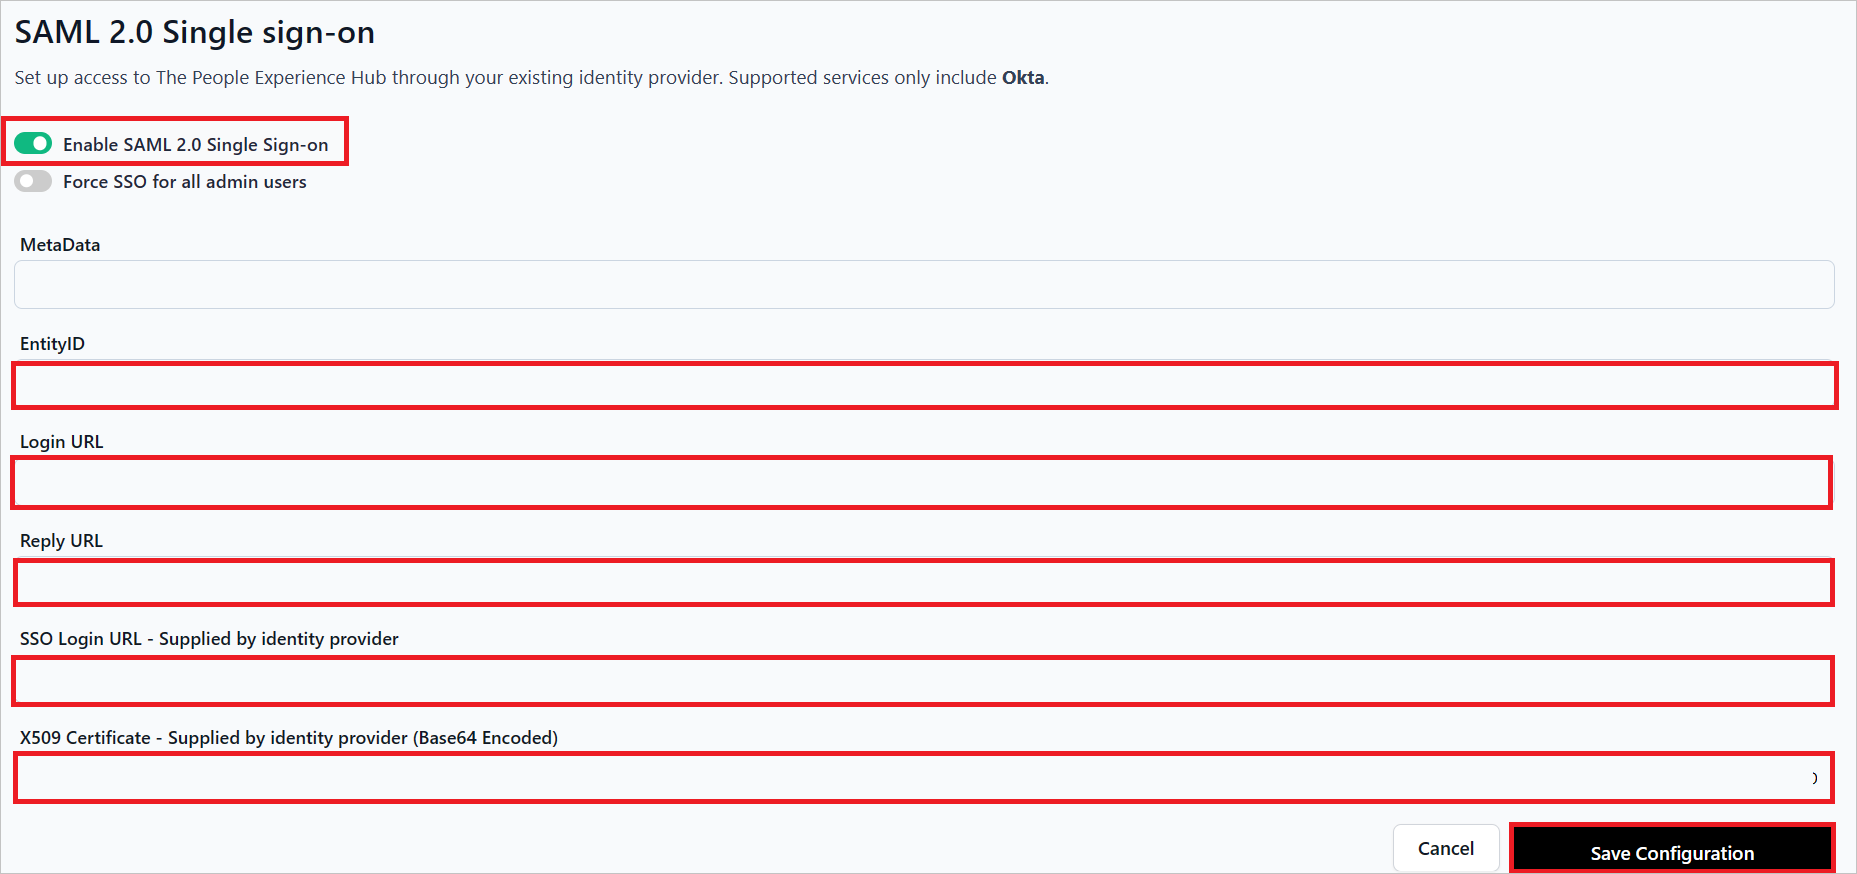 SAML 2.0 Single sign-on
Set up access to The People Experience Hub through your existing identity provider. Supported services only include Okta.
Enable SAML 2.0 Single Sign-on
Force SSO for all admin users
MetaData
EntityID
Login URL
Reply URL
SSO Login URL - Supplied by identity provider
X509 Certificate - Supplied by identity provider (Base64 Encoded)
Cancel
Save Configuration